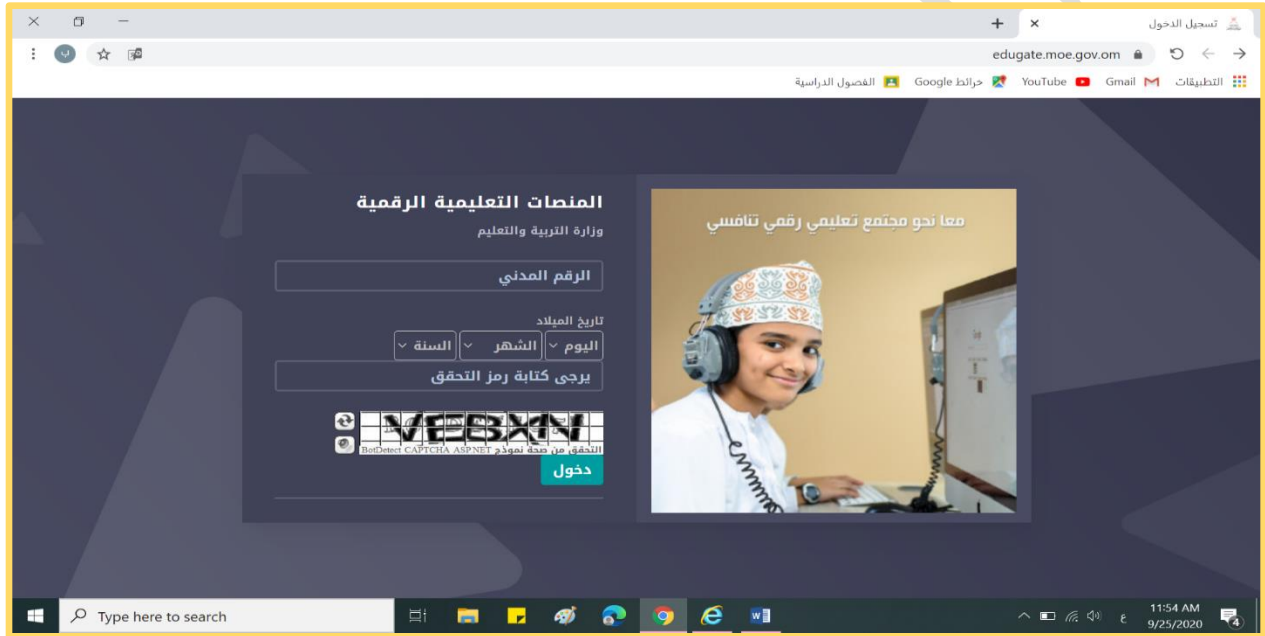 تسجيل الدخول
edugate.moe.gov.om
التطبيقات Gmail YouTube خرائط Google الفصول الدراسية
معا نحو مجتمع تعليمي رقمي تنافسي
المنصات التعليمية الرقمية
وزارة التربية والتعليم
الرقم المدني
تاريخ الميلاد
اليوم الشهر السنة
يرجى كتابة رمز التحقق
BotDetect CAPTCHA ASP.NET التحقق من صحة نموذج
دخول
Type here to search
ع
11:54 AM
9/25/2020
4